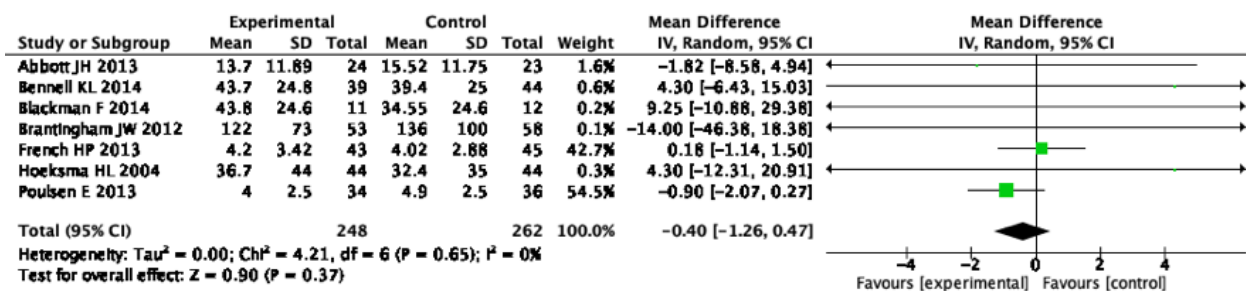 Experimental Control Mean Difference Mean Difference
Study or Subgroup Mean SD Total Mean SD Total Weight IV, Random, 95% CI IV, Random, 95% CI
Abbott JH 2013 13.7 11.89 24 15.52 11.75 23 1.6% −1.82 [−8.58, 4.94]
Bennell KL 2014 43.7 24.8 39 39.4 25 44 0.6% 4.30 [−6.43, 15.03]
Blackman F 2014 43.8 24.6 11 34.55 24.6 12 0.2% 9.25 [−10.88, 29.38]
Brantingham JW 2012 122 73 53 136 100 58 0.1% −14.00 [−46.38, 18.38]
French HP 2013 4.2 3.42 43 4.02 2.88 45 42.7% 0.18 [−1.14, 1.50]
Hoeksma HL 2004 36.7 44 44 32.4 35 44 0.3% 4.30 [−12.31, 20.91]
Poulsen E 2013 4 2.5 34 4.9 2.5 36 54.5% −0.90 [−2.07, 0.27]
Total (95% CI) 248 262 100.0% −0.40 [−1.26, 0.47]
Heterogeneity: Tau² = 0.00; Chi² = 4.21, df = 6 (P = 0.65); I² = 0%
Test for overall effect: Z = 0.90 (P = 0.37)
−4 −2 0 2 4
Favours [experimental] Favours [control]